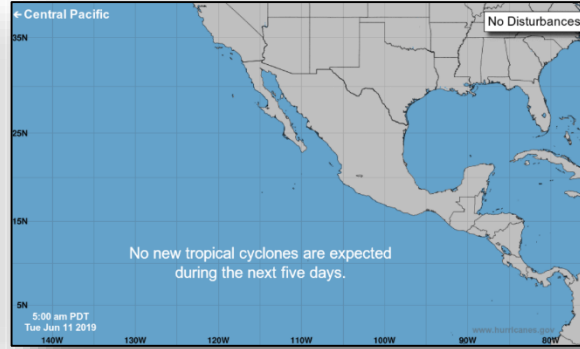 ← Central Pacific
No Disturbances
35N
25N
15N
No new tropical cyclones are expected
during the next five days.
5N
5:00 am PDT
Tue Jun 11 2019
www.hurricanes.gov
140W 130W 120W 110W 100W 90W 80W